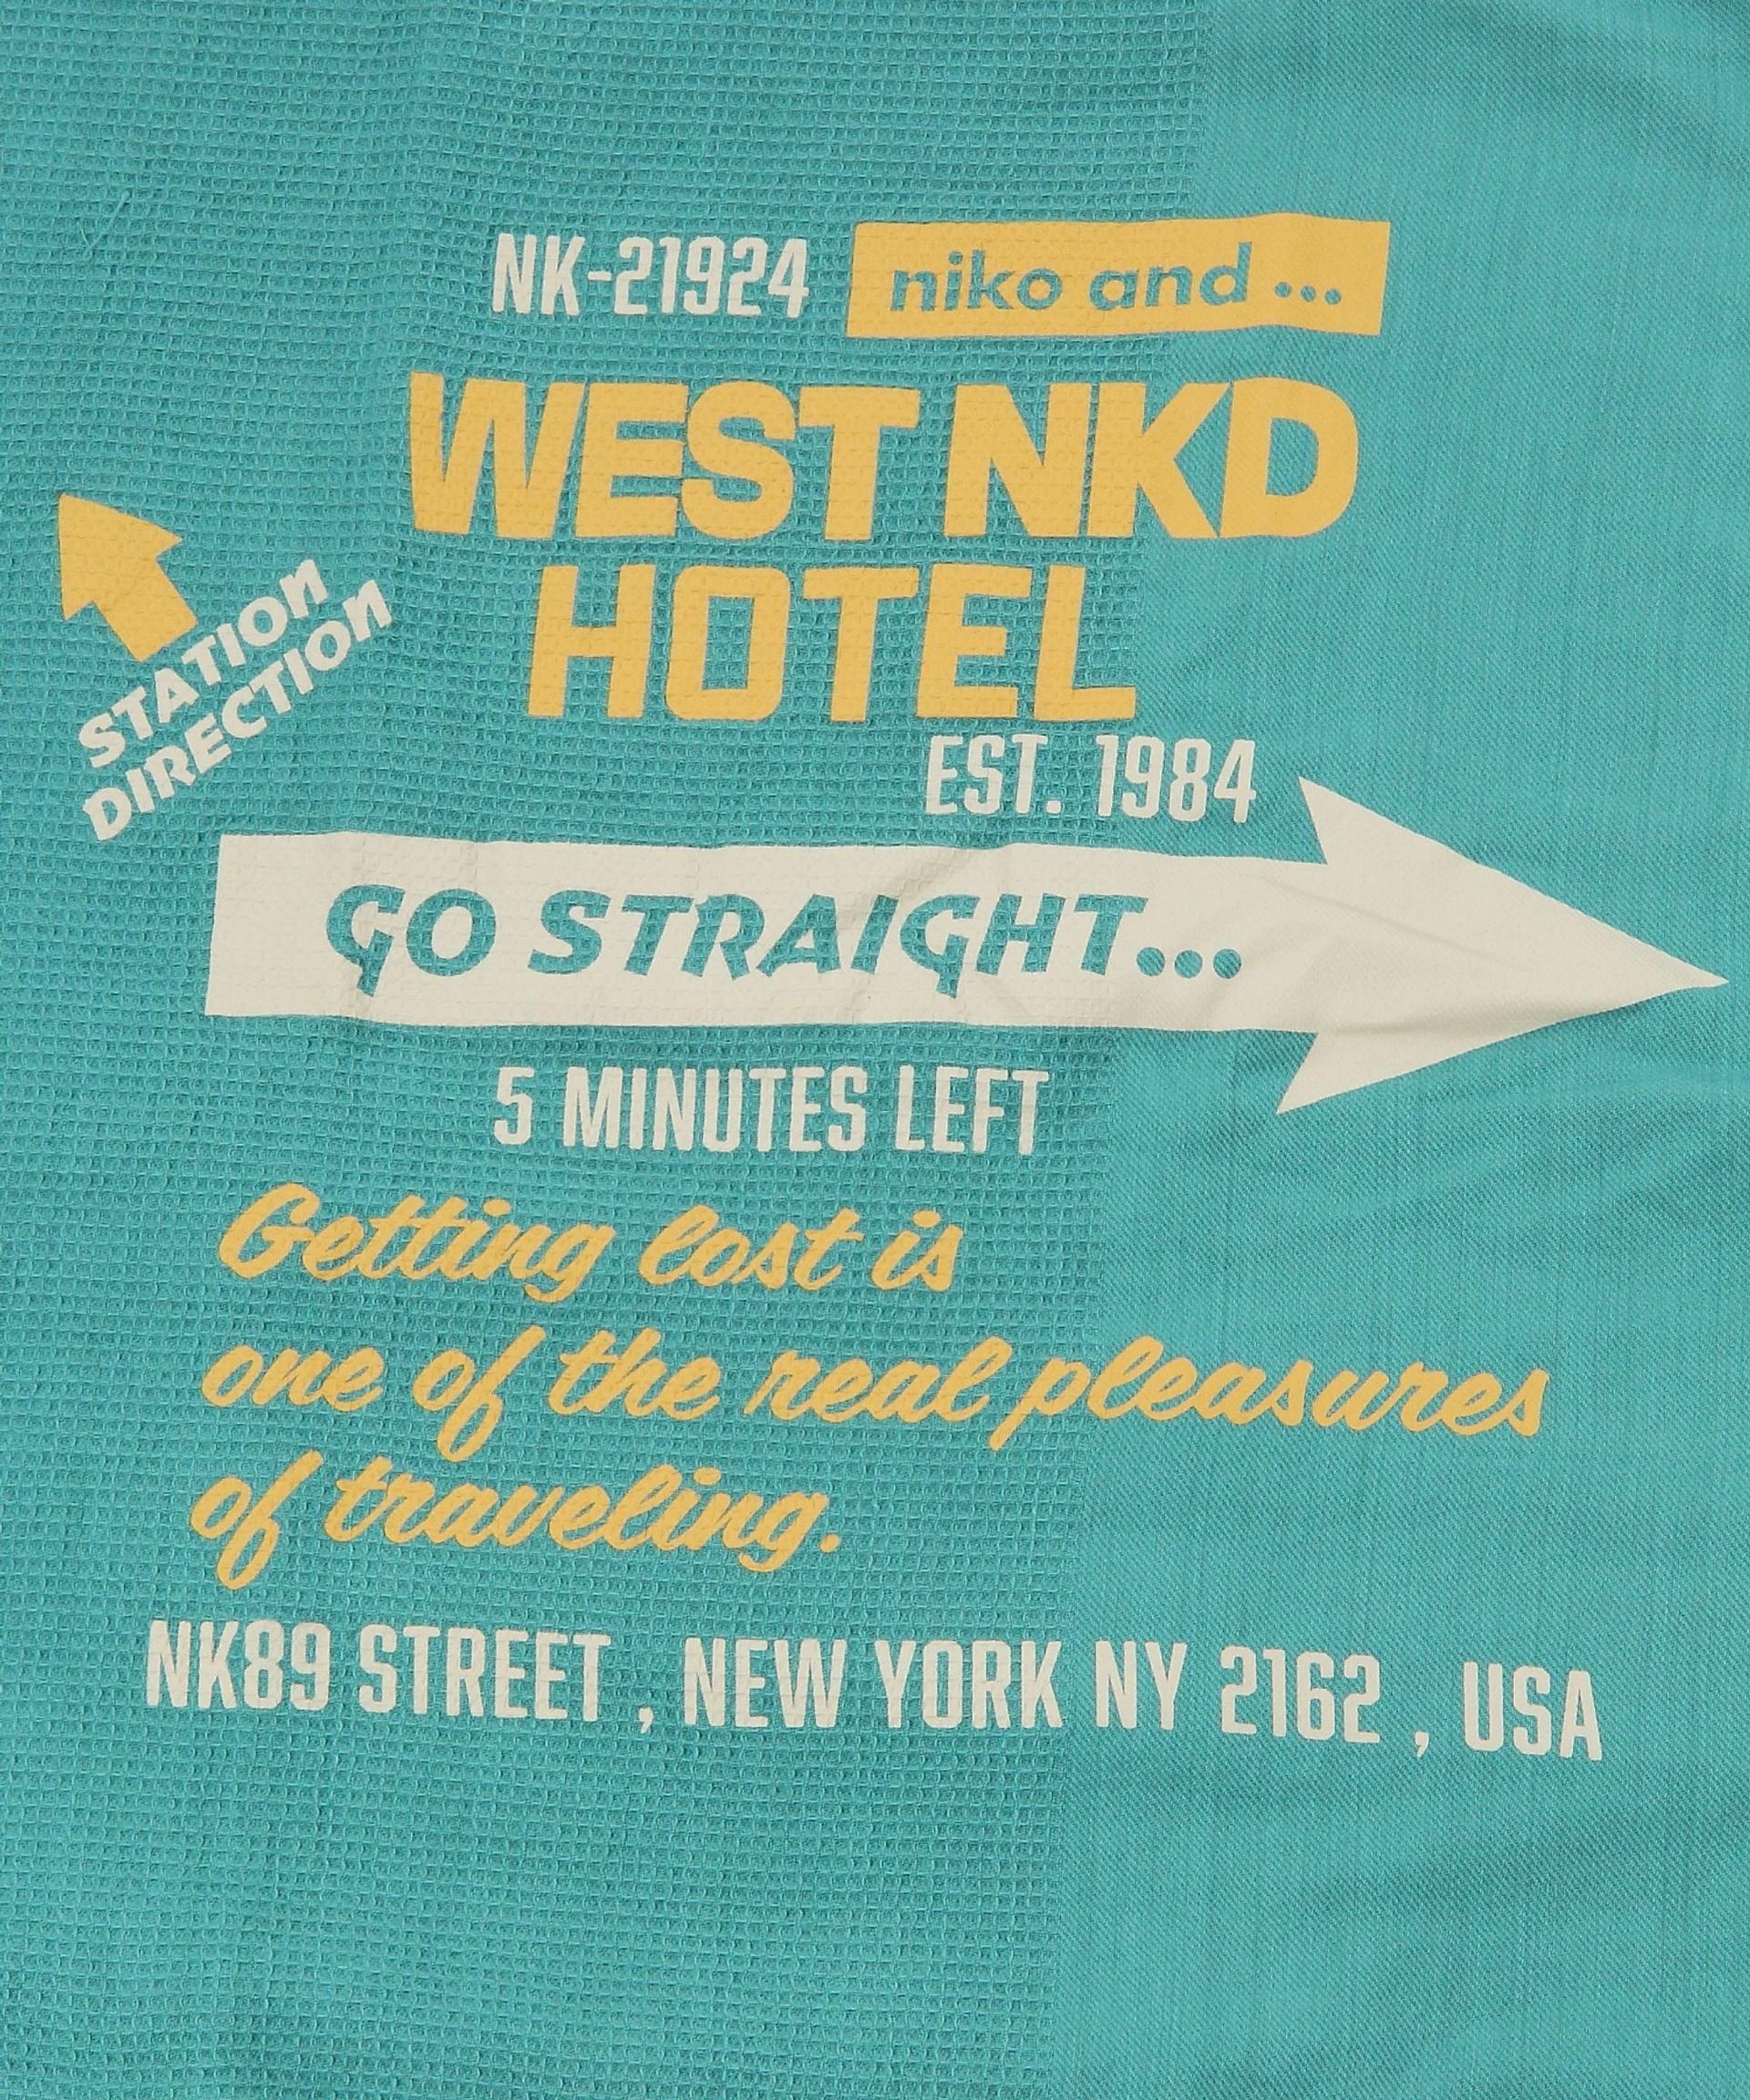 NK-21924 niko and ...
WEST NKD
HOTEL
EST. 1984
STATION
DIRECTION
GO STRAIGHT...
5 MINUTES LEFT
Getting lost is
one of the real pleasures
of traveling.
NK89 STREET , NEW YORK NY 2162 , USA